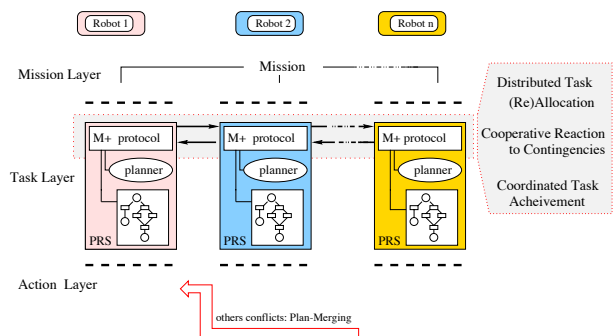 Robot 1
Robot 2
Robot n
Mission Layer
Mission
Distributed Task
(Re)Allocation
Cooperative Reaction
to Contingencies
Coordinated Task
Acheivement
M+ protocol
M+ protocol
M+ protocol
Task Layer
planner
planner
planner
PRS
PRS
PRS
Action Layer
others conflicts: Plan-Merging